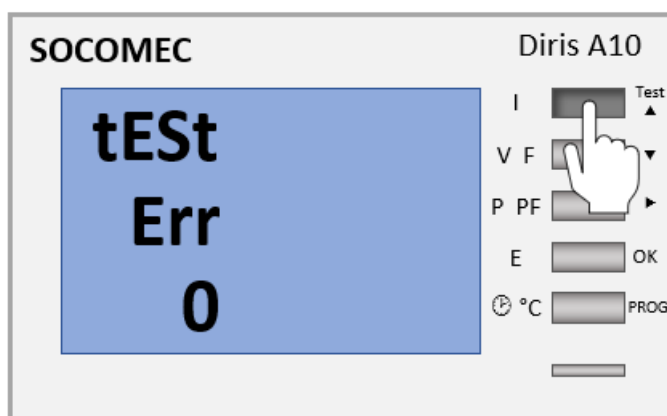 SOCOMEC
Diris A10
tESt
Err
0
I
Test
V F
P PF
E
OK
°C
PROG